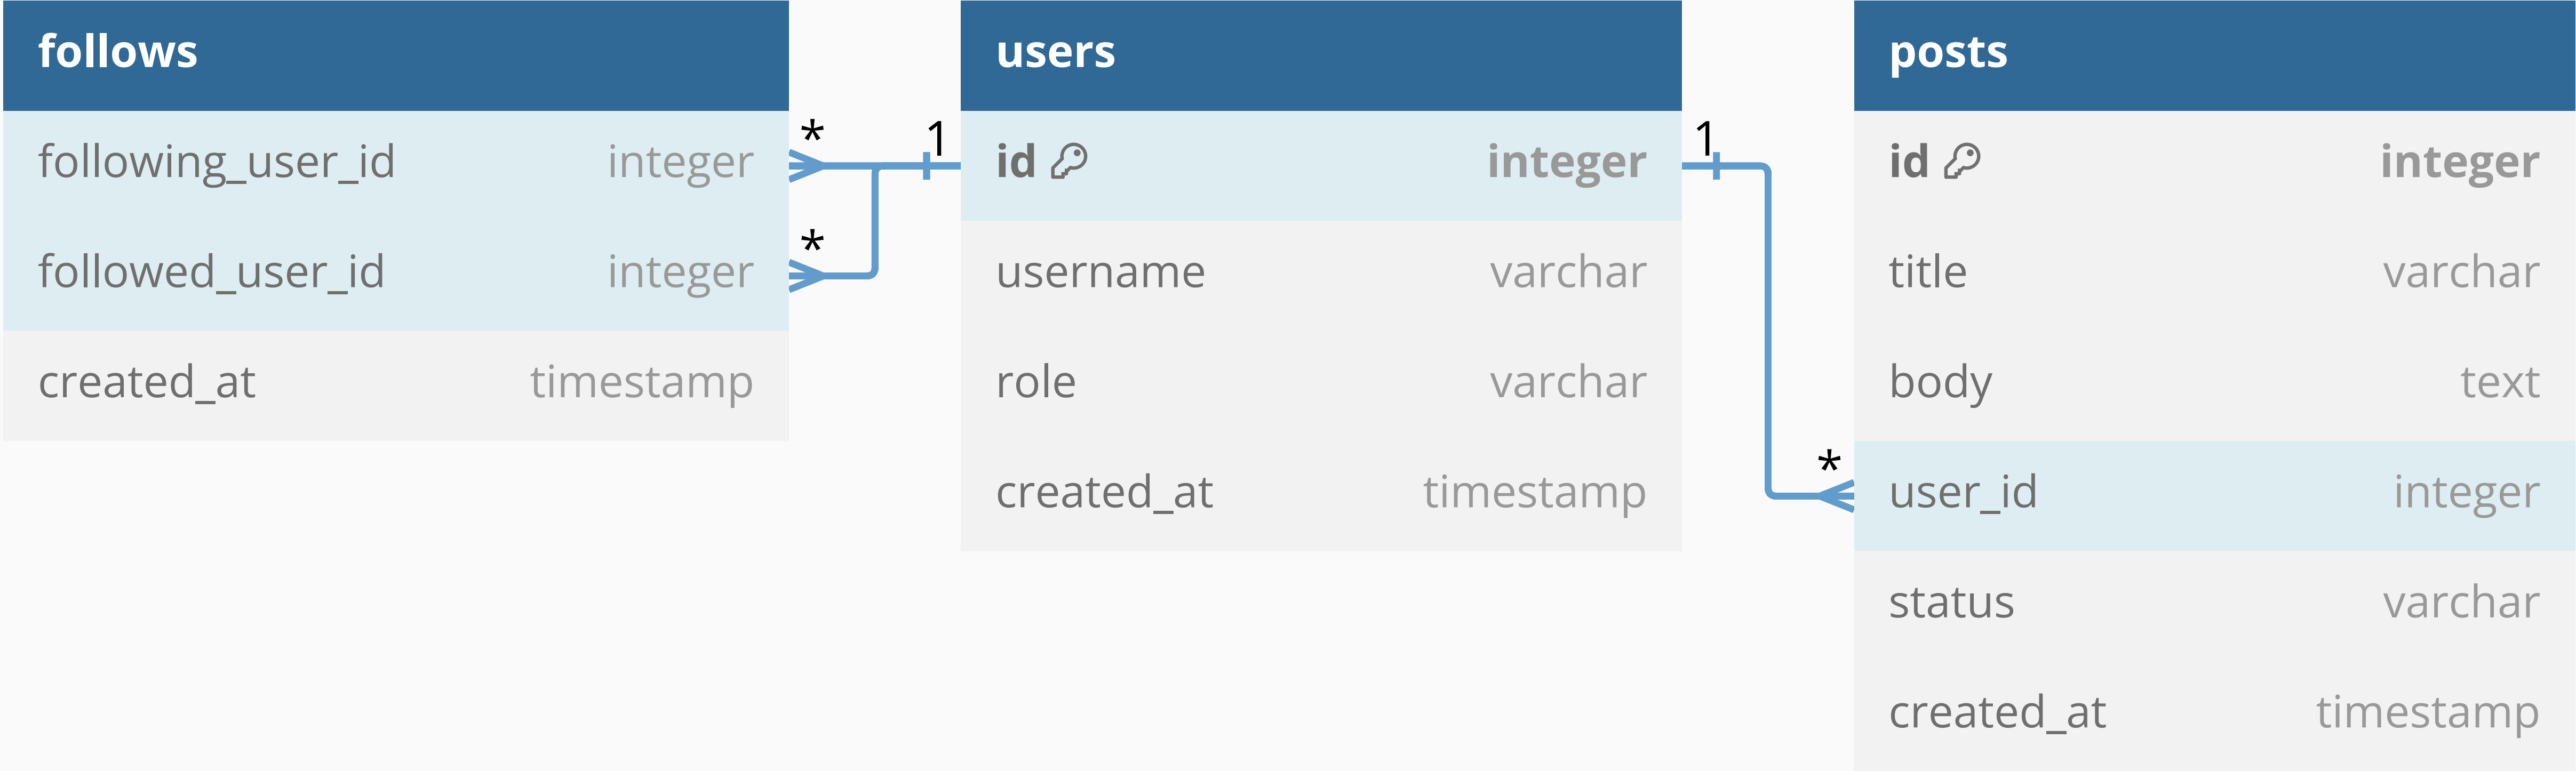 follows
following_user_id integer
followed_user_id integer
created_at timestamp
* 1
*
users
id integer
username varchar
role varchar
created_at timestamp
1
*
posts
id integer
title varchar
body text
user_id integer
status varchar
created_at timestamp